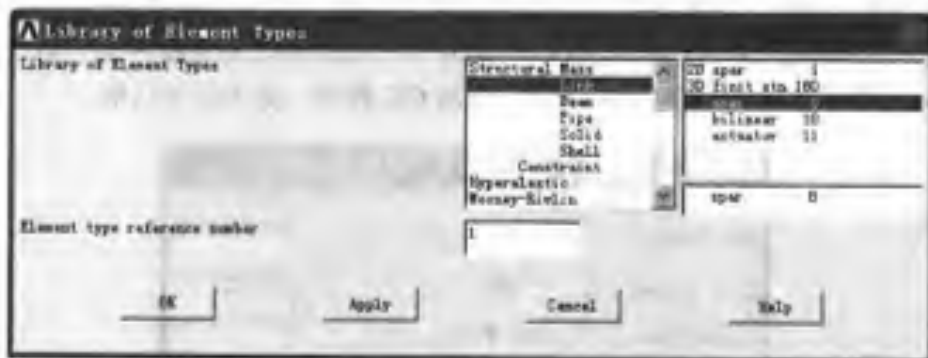 Library of Element Types
Library of Element Types
Structural Mass
Link
Beam
Pipe
Solid
Shell
Constraint
Hyperelastic
Mooney-Rivlin
2D spar 1
3D finit stn 180
spar 8
bilinear 10
actuator 11
spar 8
Element type reference number
1
OK
Apply
Cancel
Help